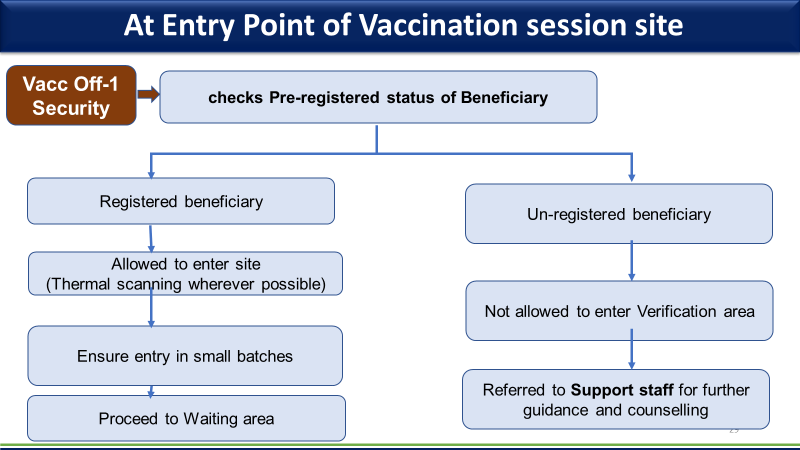 At Entry Point of Vaccination session site
Vacc Off-1
Security
checks Pre-registered status of Beneficiary
Registered beneficiary
Allowed to enter site
(Thermal scanning wherever possible)
Ensure entry in small batches
Proceed to Waiting area
Un-registered beneficiary
Not allowed to enter Verification area
Referred to Support staff for further
guidance and counselling